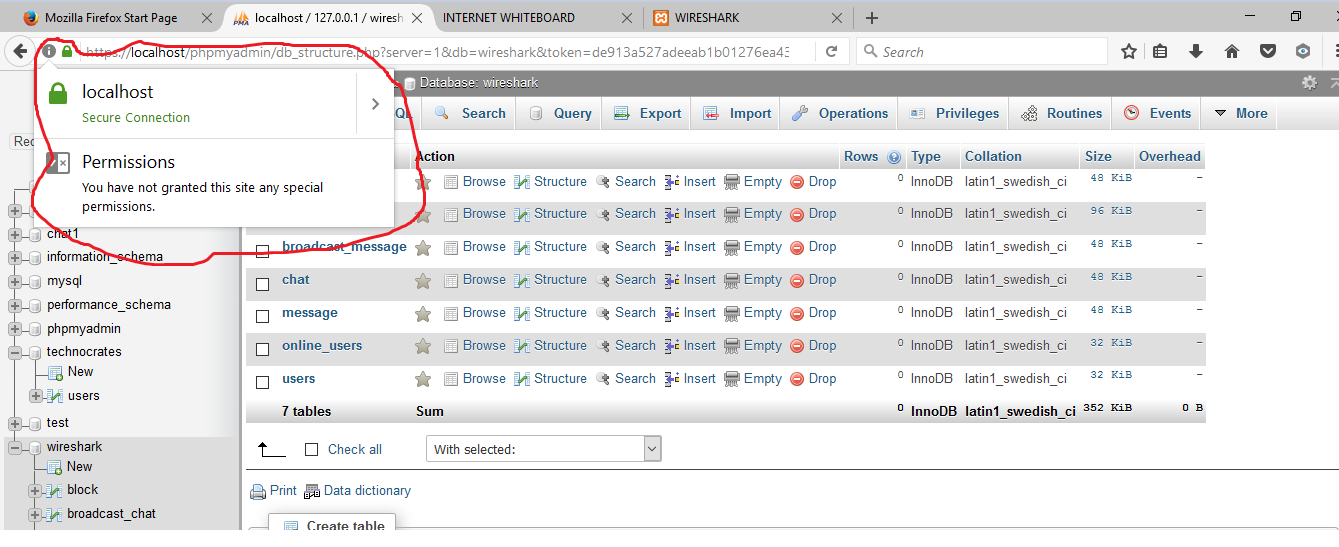 Mozilla Firefox Start Page
localhost / 127.0.0.1 / wiresh
INTERNET WHITEBOARD
WIRESHARK
https://localhost/phpmyadmin/db_structure.php?server=1&db=wireshark&token=de913a527adeeab1b01276ea43
Search
localhost
Secure Connection
Permissions
You have not granted this site any special
permissions.
Database: wireshark
QL Search Query Export Import Operations Privileges Routines Events More
Rec
Action Rows Type Collation Size Overhead
Browse Structure Search Insert Empty Drop 0 InnoDB latin1_swedish_ci 48 KiB -
Browse Structure Search Insert Empty Drop 0 InnoDB latin1_swedish_ci 96 KiB -
broadcast_message Browse Structure Search Insert Empty Drop 0 InnoDB latin1_swedish_ci 48 KiB -
chat Browse Structure Search Insert Empty Drop 0 InnoDB latin1_swedish_ci 48 KiB -
message Browse Structure Search Insert Empty Drop 0 InnoDB latin1_swedish_ci 48 KiB -
online_users Browse Structure Search Insert Empty Drop 0 InnoDB latin1_swedish_ci 32 KiB -
users Browse Structure Search Insert Empty Drop 0 InnoDB latin1_swedish_ci 32 KiB -
7 tables Sum 0 InnoDB latin1_swedish_ci 352 KiB 0 B
Check all
With selected:
Print Data dictionary
Create table
chat1
information_schema
mysql
performance_schema
phpmyadmin
technocrates
New
users
test
wireshark
New
block
broadcast_chat